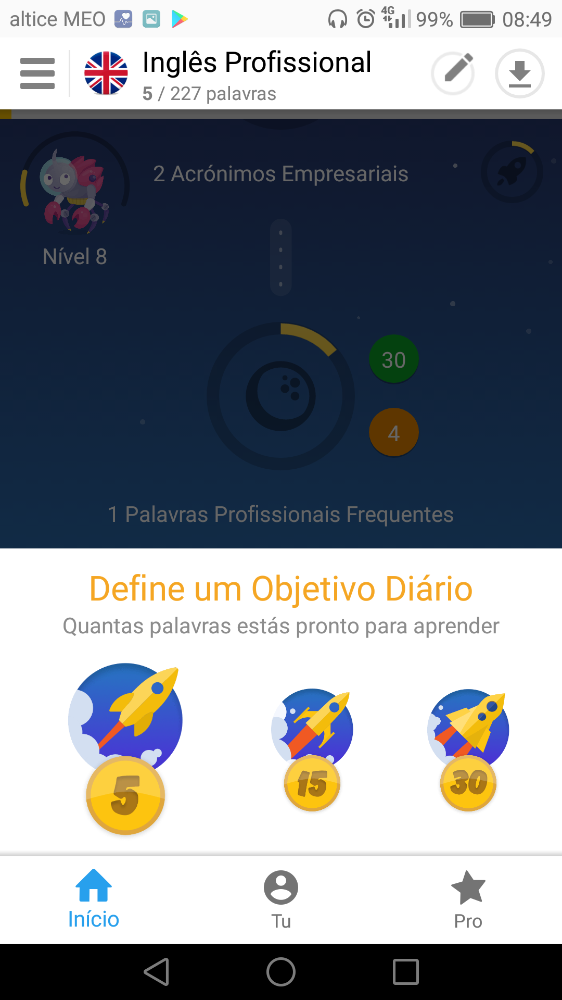 altice MEO 4G 99% 08:49
Inglês Profissional
5 / 227 palavras
2 Acrónimos Empresariais
Nível 8
30
4
1 Palavras Profissionais Frequentes
Define um Objetivo Diário
Quantas palavras estás pronto para aprender
5 15 30
Início Tu Pro